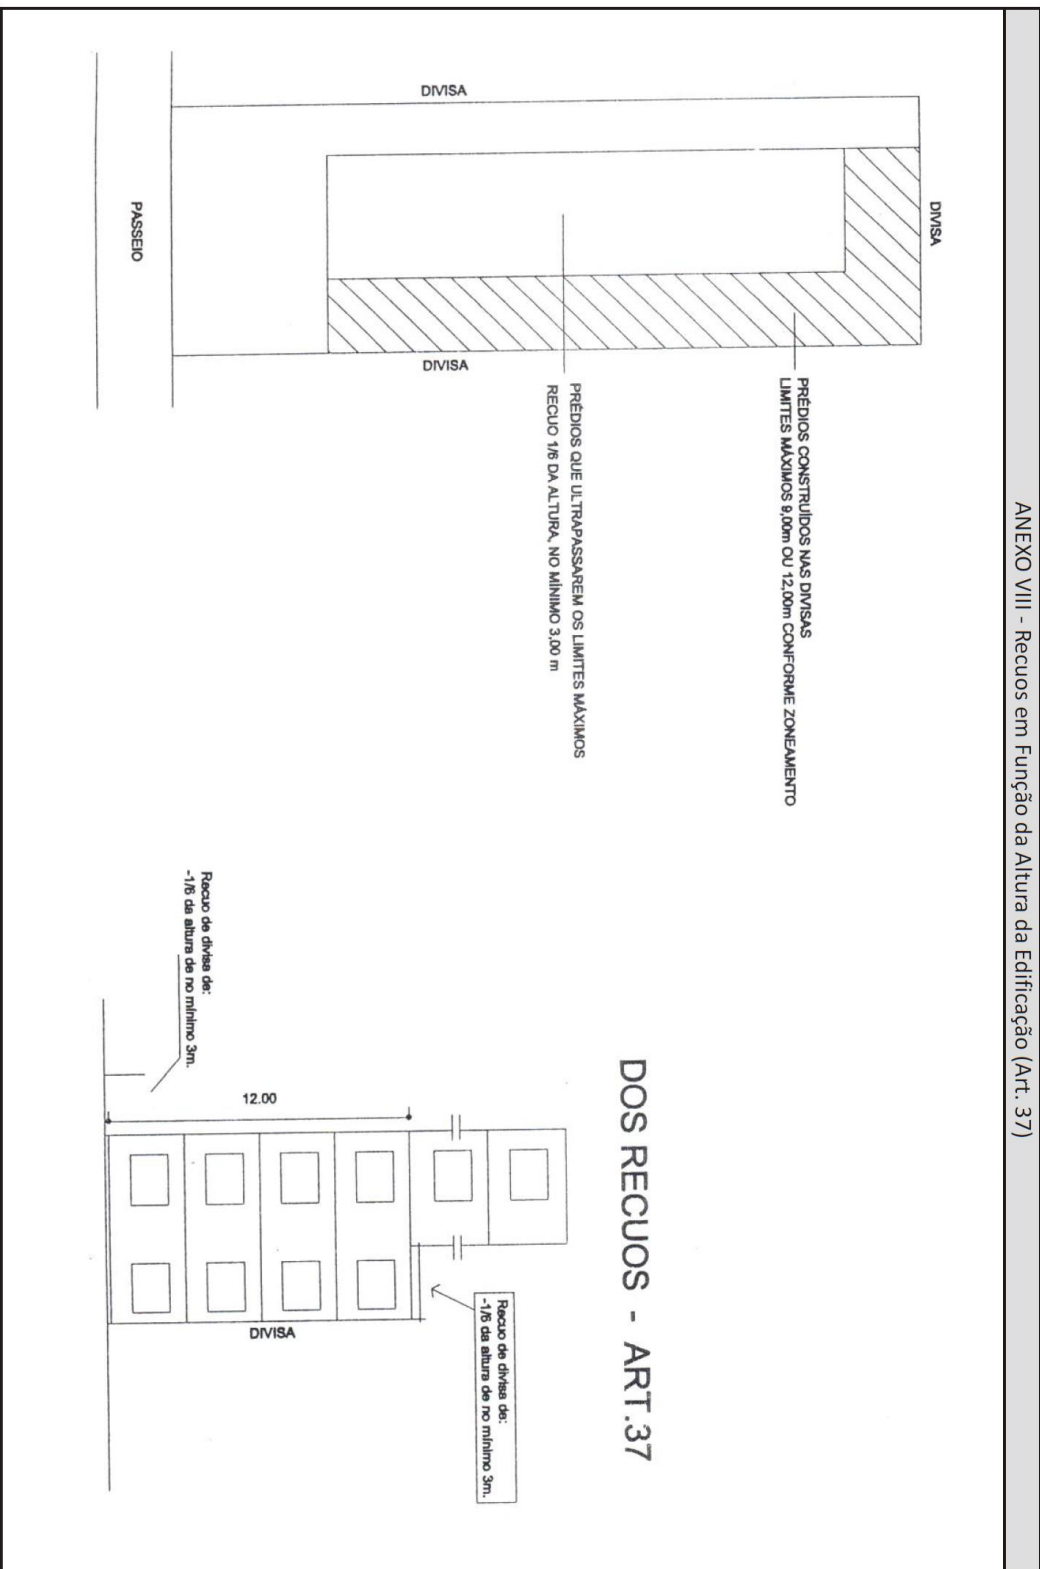 ANEXO VIII - Recuos em Função da Altura da Edificação (Art. 37)
DIVISA
DIVISA
DIVISA
PASSEIO
PRÉDIOS CONSTRUÍDOS NAS DIVISAS
LIMITES MÁXIMOS 9,00m OU 12,00m CONFORME ZONEAMENTO
PRÉDIOS QUE ULTRAPASSAREM OS LIMITES MÁXIMOS
RECUO 1/6 DA ALTURA, NO MÍNIMO 3,00 m
DOS RECUOS - ART.37
Recuo de divisa de:
-1/6 da altura de no mínimo 3m.
12.00
Recuo de divisa de:
-1/6 da altura de no mínimo 3m.
DIVISA